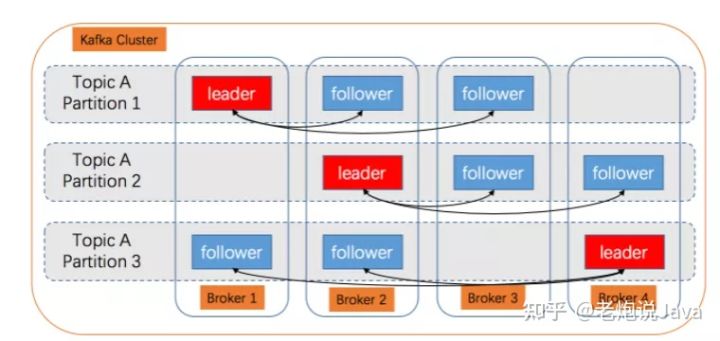 Kafka Cluster
Topic A
Partition 1
leader
follower
follower
Topic A
Partition 2
leader
follower
follower
Topic A
Partition 3
follower
follower
leader
Broker 1
Broker 2
Broker 3
Broker 4
知乎 @老炮说Java